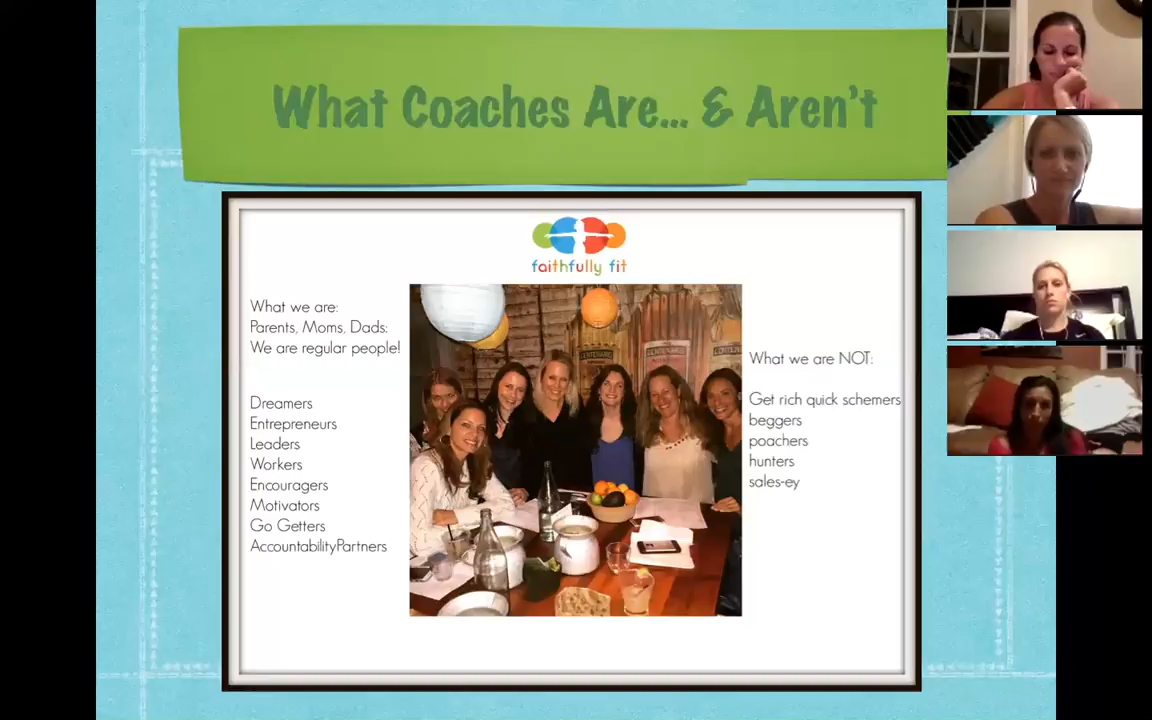 What Coaches Are... & Aren't
faithfully fit
What we are:
Parents, Moms, Dads:
We are regular people!
Dreamers
Entrepreneurs
Leaders
Workers
Encouragers
Motivators
Go Getters
AccountabilityPartners
CENTENARIO
CENTENARIO
What we are NOT:
Get rich quick schemers
beggers
poachers
hunters
sales-ey